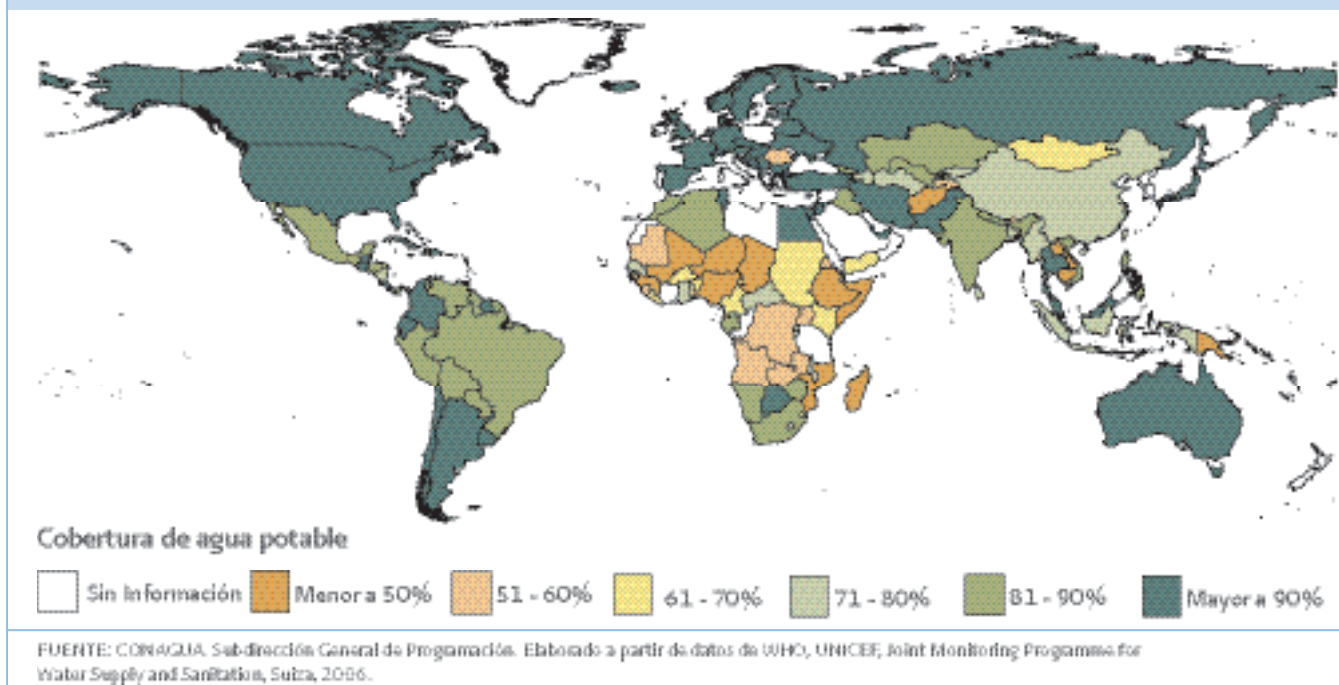 Cobertura de agua potable
Sin Información Menor a 50% 51 - 60% 61 - 70% 71 - 80% 81 - 90% Mayor a 90%
FUENTE: CONAGUA. Subdirección General de Programación. Elaborado a partir de datos de WHO, UNICEF, Joint Monitoring Programme for
Water Supply and Sanitation, Suiza, 2006.